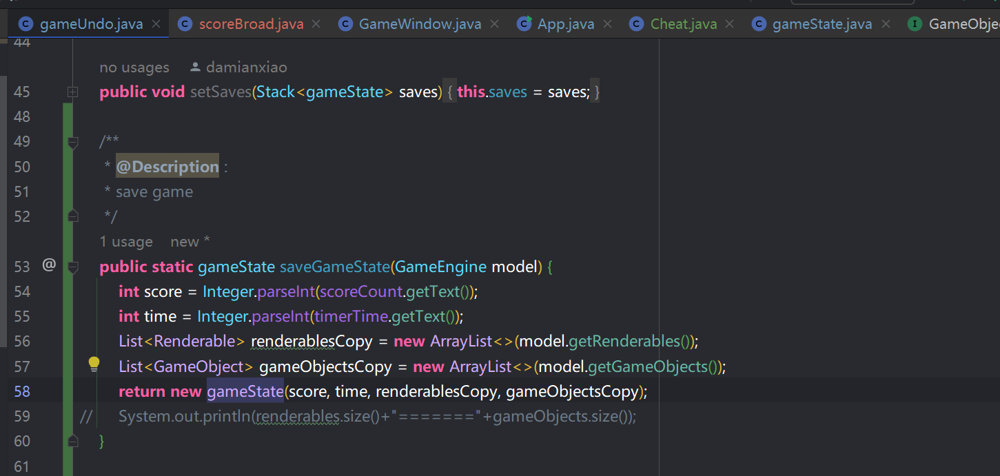 gameUndo.java scoreBroad.java GameWindow.java App.java Cheat.java gameState.java GameObje
44
no usages damianxiao
45 public void setSaves(Stack<gameState> saves) { this.saves = saves; }
48
49 /**
50 * @Description :
51 * save game
52 */
1 usage new *
53 @ public static gameState saveGameState(GameEngine model) {
54 int score = Integer.parseInt(scoreCount.getText());
55 int time = Integer.parseInt(timerTime.getText());
56 List<Renderable> renderablesCopy = new ArrayList<>(model.getRenderables());
57 List<GameObject> gameObjectsCopy = new ArrayList<>(model.getGameObjects());
58 return new gameState(score, time, renderablesCopy, gameObjectsCopy);
59 // System.out.println(renderables.size()+"======="+gameObjects.size());
60 }
61